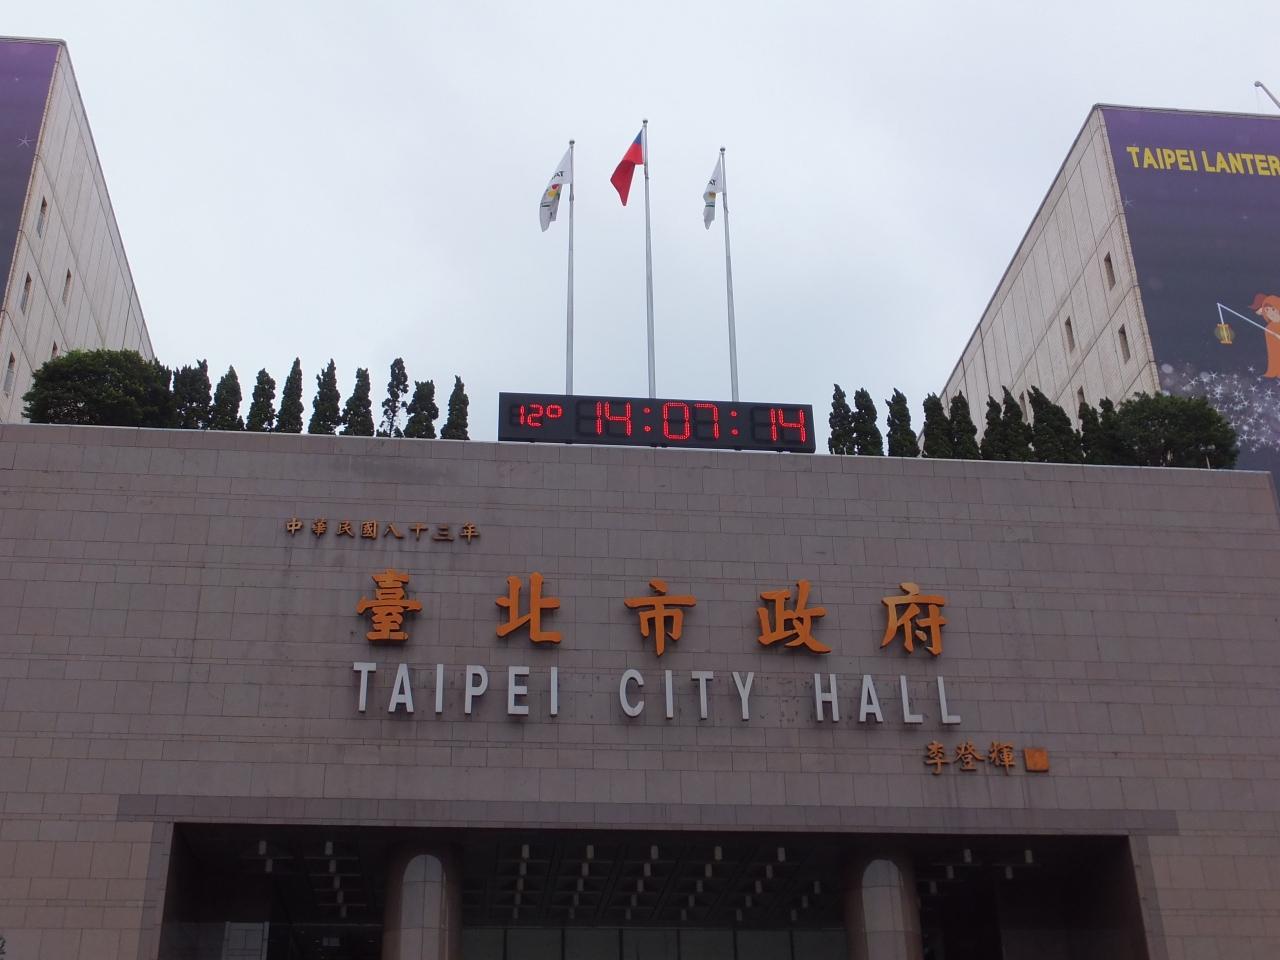 TAIPEI LANTER
12° 14:07:14
中華民國八十三年
臺北市政府
TAIPEI CITY HALL
李登輝